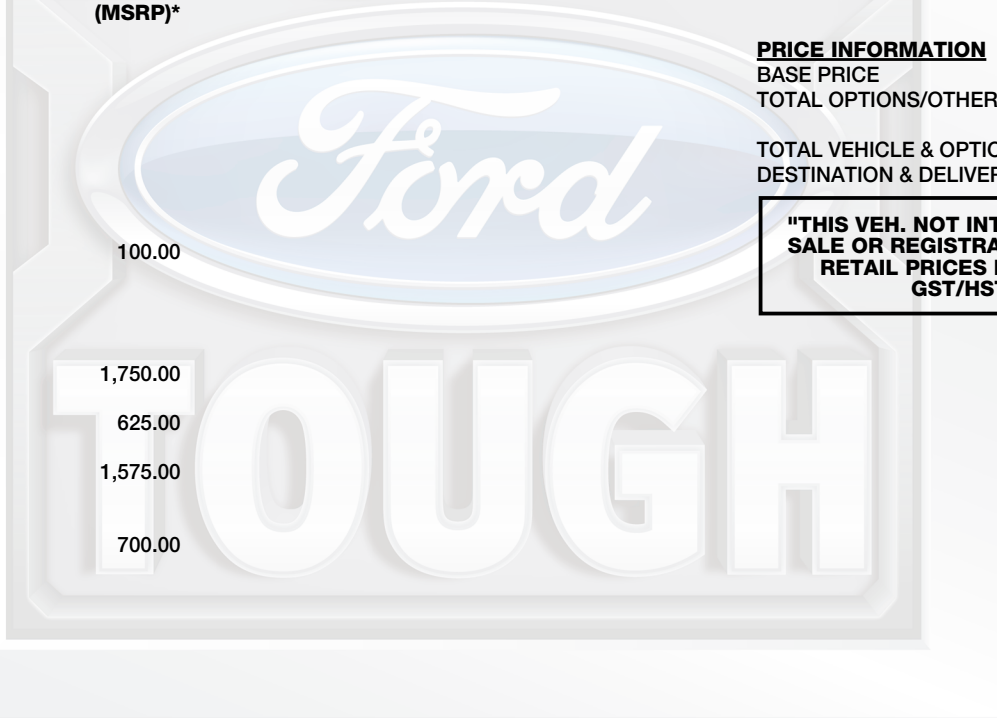 (MSRP)*
PRICE INFORMATION
BASE PRICE
TOTAL OPTIONS/OTHER
TOTAL VEHICLE & OPTIO
DESTINATION & DELIVER
"THIS VEH. NOT INT
SALE OR REGISTRA
RETAIL PRICES
GST/HST
Ford
100.00
1,750.00
625.00
1,575.00
700.00
TOUGH